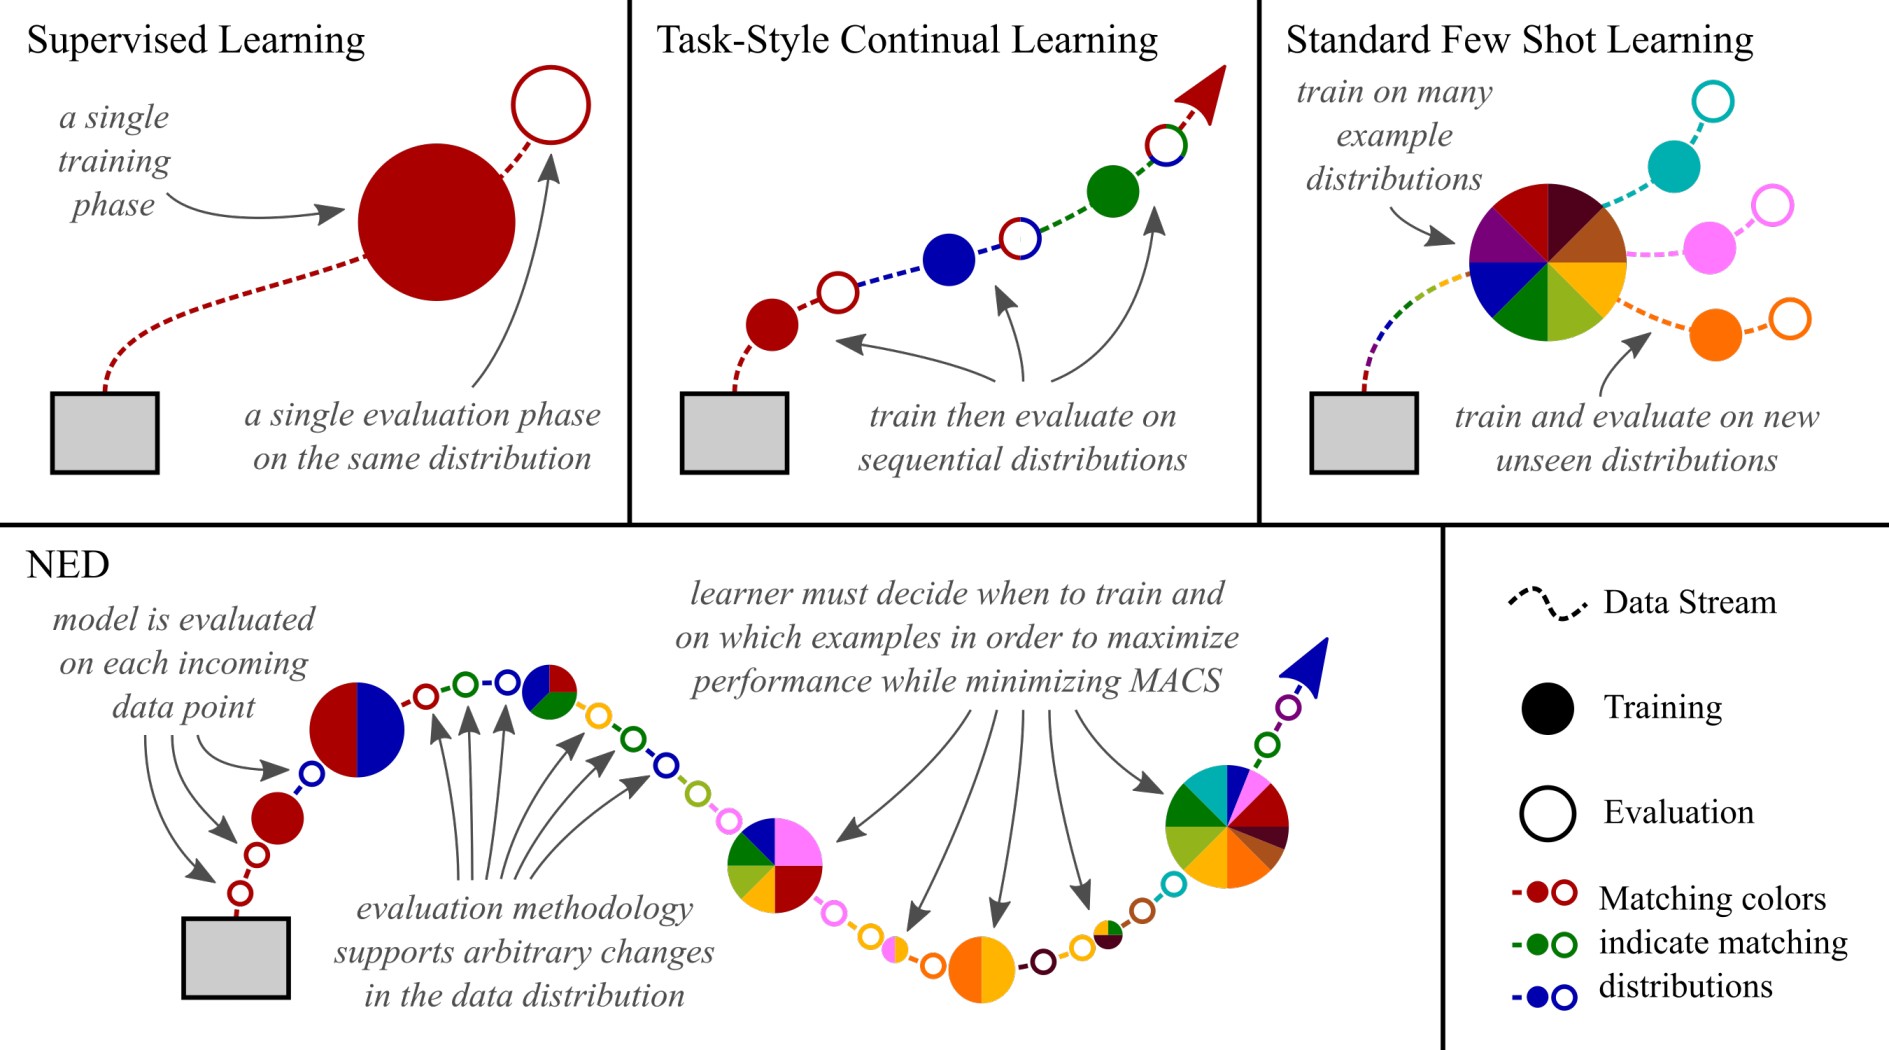 Supervised Learning
a single
training
phase
a single evaluation phase
on the same distribution
Task-Style Continual Learning
train then evaluate on
sequential distributions
Standard Few Shot Learning
train on many
example
distributions
train and evaluate on new
unseen distributions
NED
model is evaluated
on each incoming
data point
evaluation methodology
supports arbitrary changes
in the data distribution
learner must decide when to train and
on which examples in order to maximize
performance while minimizing MACS
Data Stream
Training
Evaluation
Matching colors
indicate matching
distributions